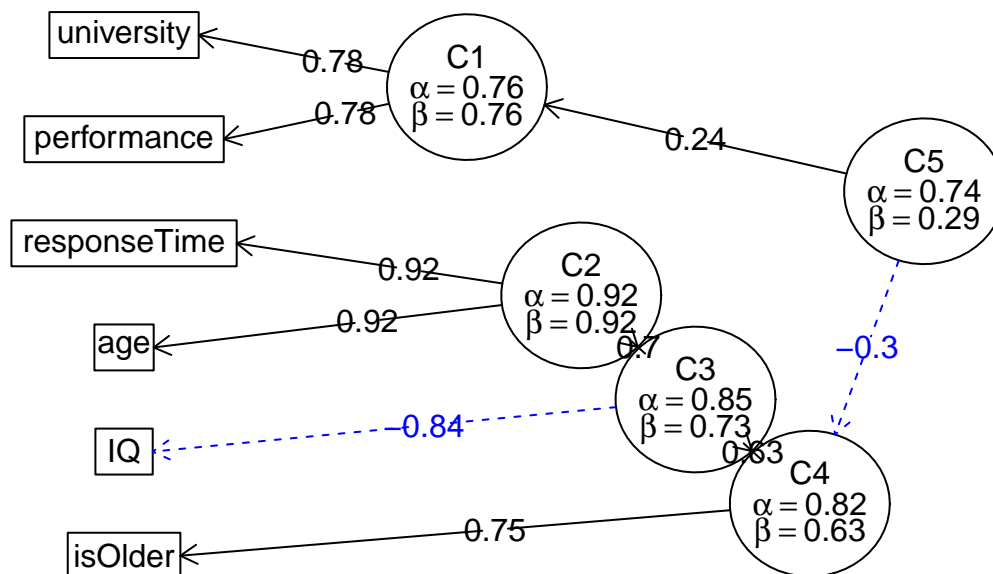 university
0.78
C1
α = 0.76
β = 0.76
performance
0.78
0.24
C5
α = 0.74
β = 0.29
responseTime
0.92
C2
α = 0.92
β = 0.92
age
0.92
0.7
−0.3
C3
α = 0.85
β = 0.73
IQ
−0.84
0.63
C4
α = 0.82
β = 0.63
isOlder
0.75